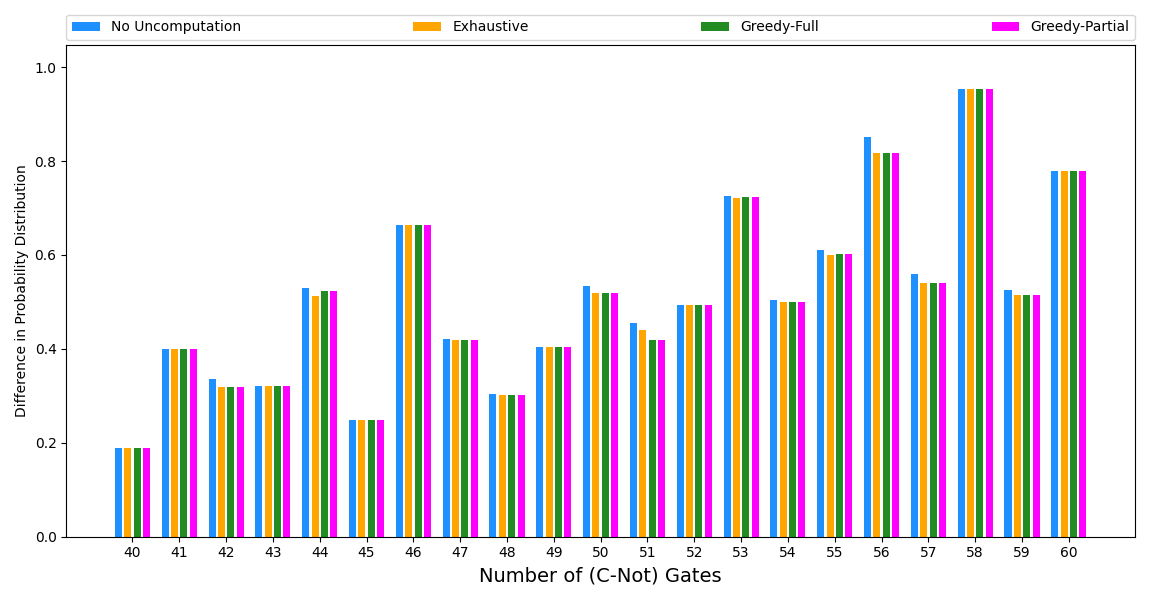 No Uncomputation Exhaustive Greedy-Full Greedy-Partial
Difference in Probability Distribution
1.0
0.8
0.6
0.4
0.2
0.0
40 41 42 43 44 45 46 47 48 49 50 51 52 53 54 55 56 57 58 59 60
Number of (C-Not) Gates